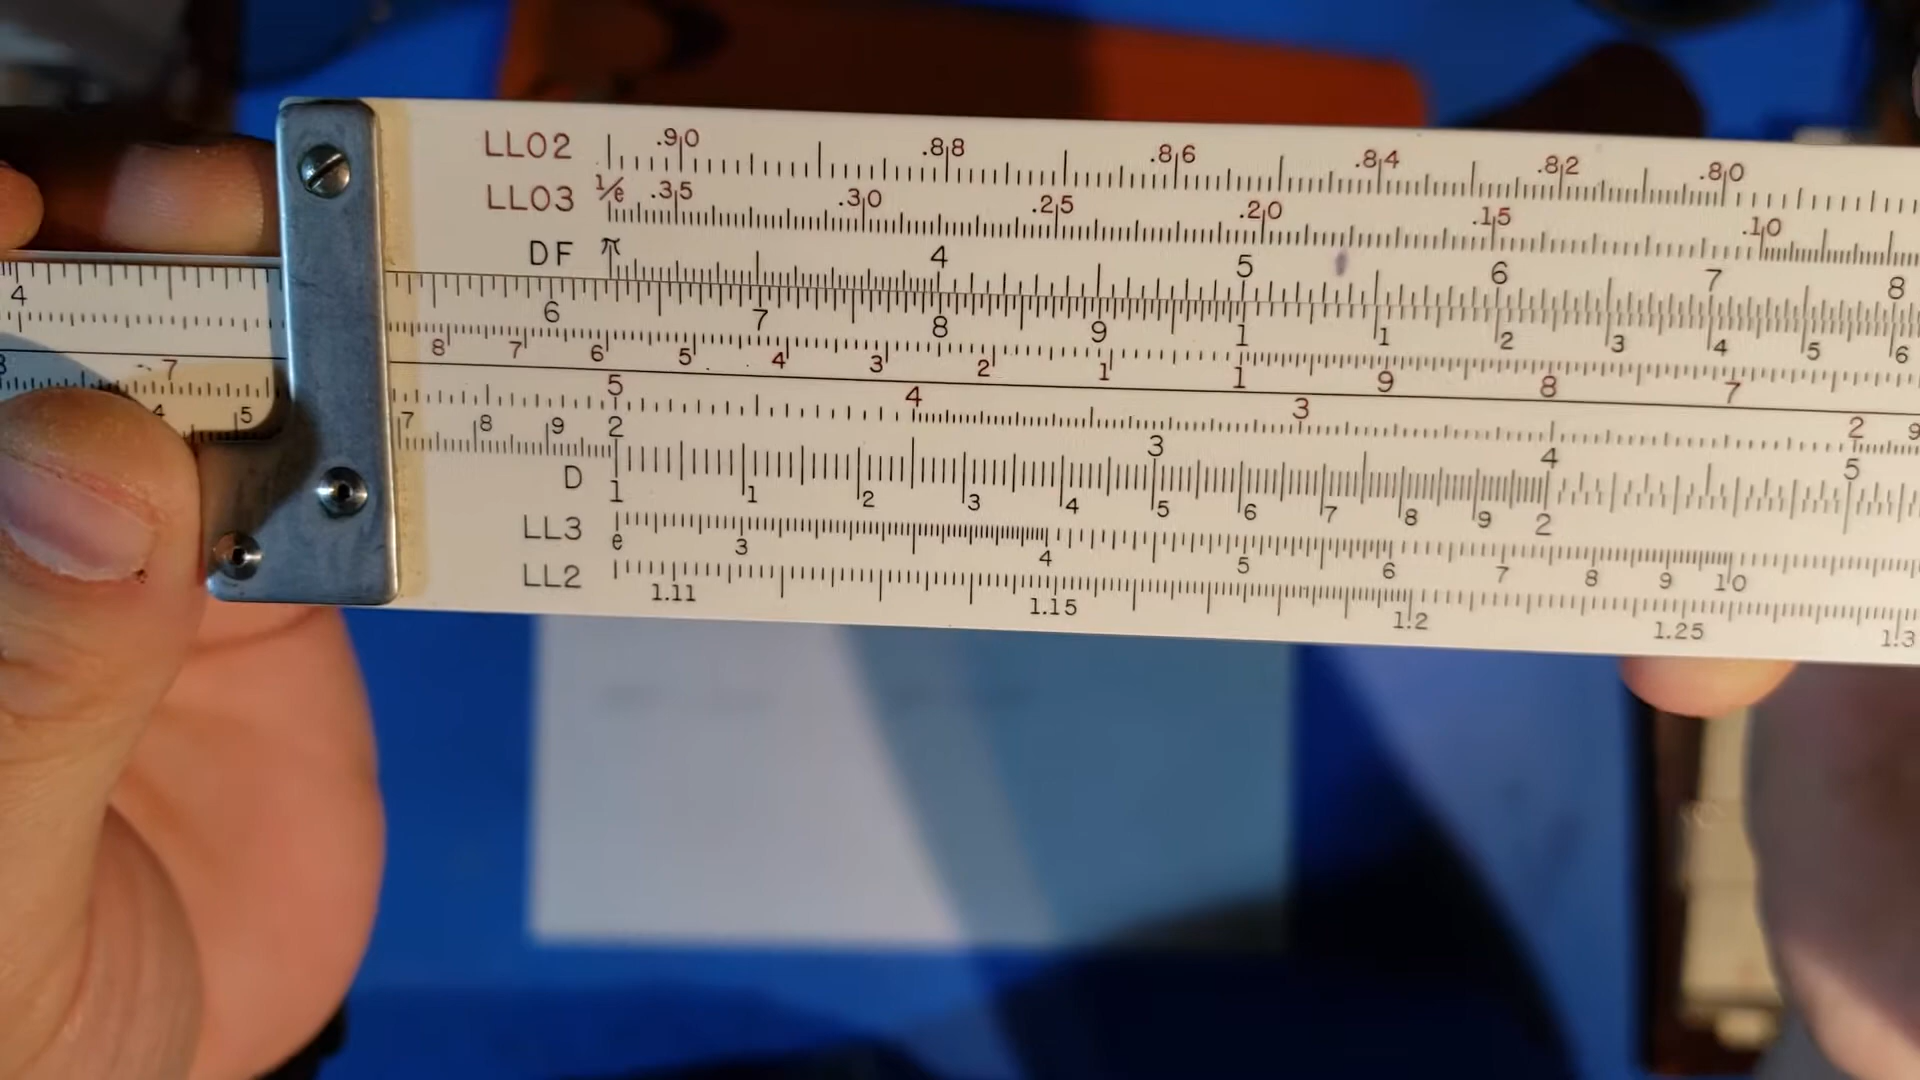 LL02 .90 .88 .86 .84 .82 .80
LL03 1/e .35 .30 .25 .20 .15 .10
DF π 4 5 6 7 8
4 6 7 8 9 1 1 2 3 4 5 6
8 7 6 5 4 3 2 1 1 9 8 7
7 5 4 3 2
4 5 7 8 9 2 3 4 5
D 1 1 2 3 4 5 6 7 8 9 2
LL3 e 3 4 5 6 7 8 9 10
LL2 1.11 1.15 1.2 1.25 1.3